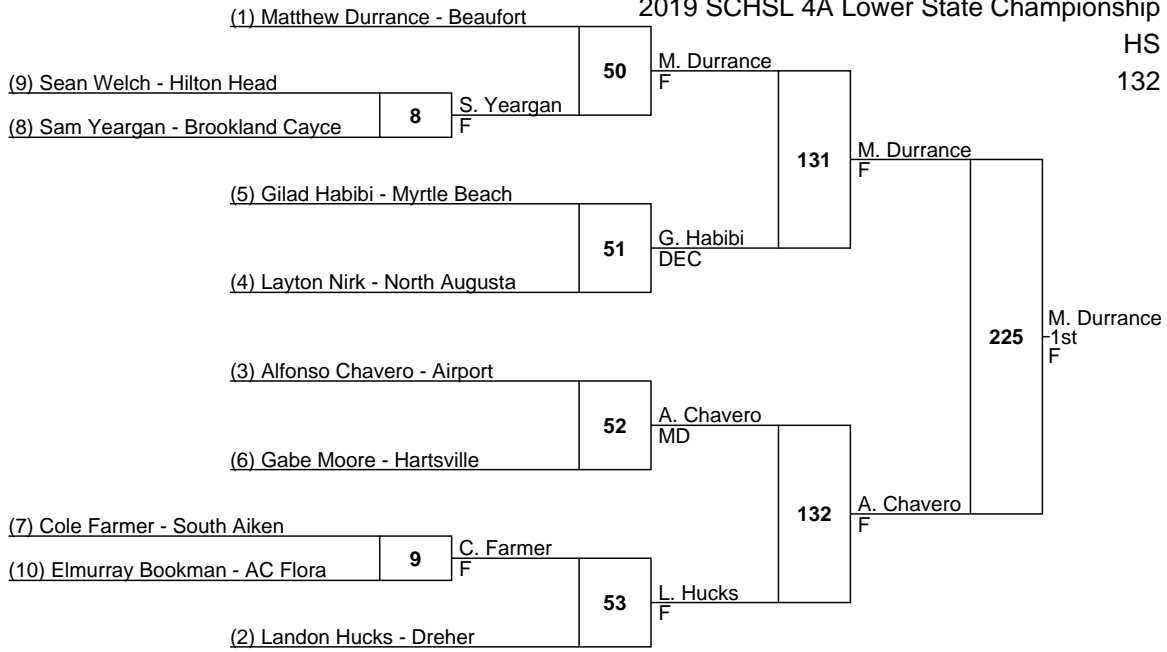 2019 SCHSL 4A Lower State Championship
HS
132
(1) Matthew Durrance - Beaufort
50
M. Durrance
F
(9) Sean Welch - Hilton Head
8
S. Yeargan
F
(8) Sam Yeargan - Brookland Cayce
131
M. Durrance
F
(5) Gilad Habibi - Myrtle Beach
51
G. Habibi
DEC
(4) Layton Nirk - North Augusta
225
M. Durrance
1st
F
(3) Alfonso Chavero - Airport
52
A. Chavero
MD
(6) Gabe Moore - Hartsville
132
A. Chavero
F
(7) Cole Farmer - South Aiken
9
C. Farmer
F
(10) Elmurray Bookman - AC Flora
53
L. Hucks
F
(2) Landon Hucks - Dreher